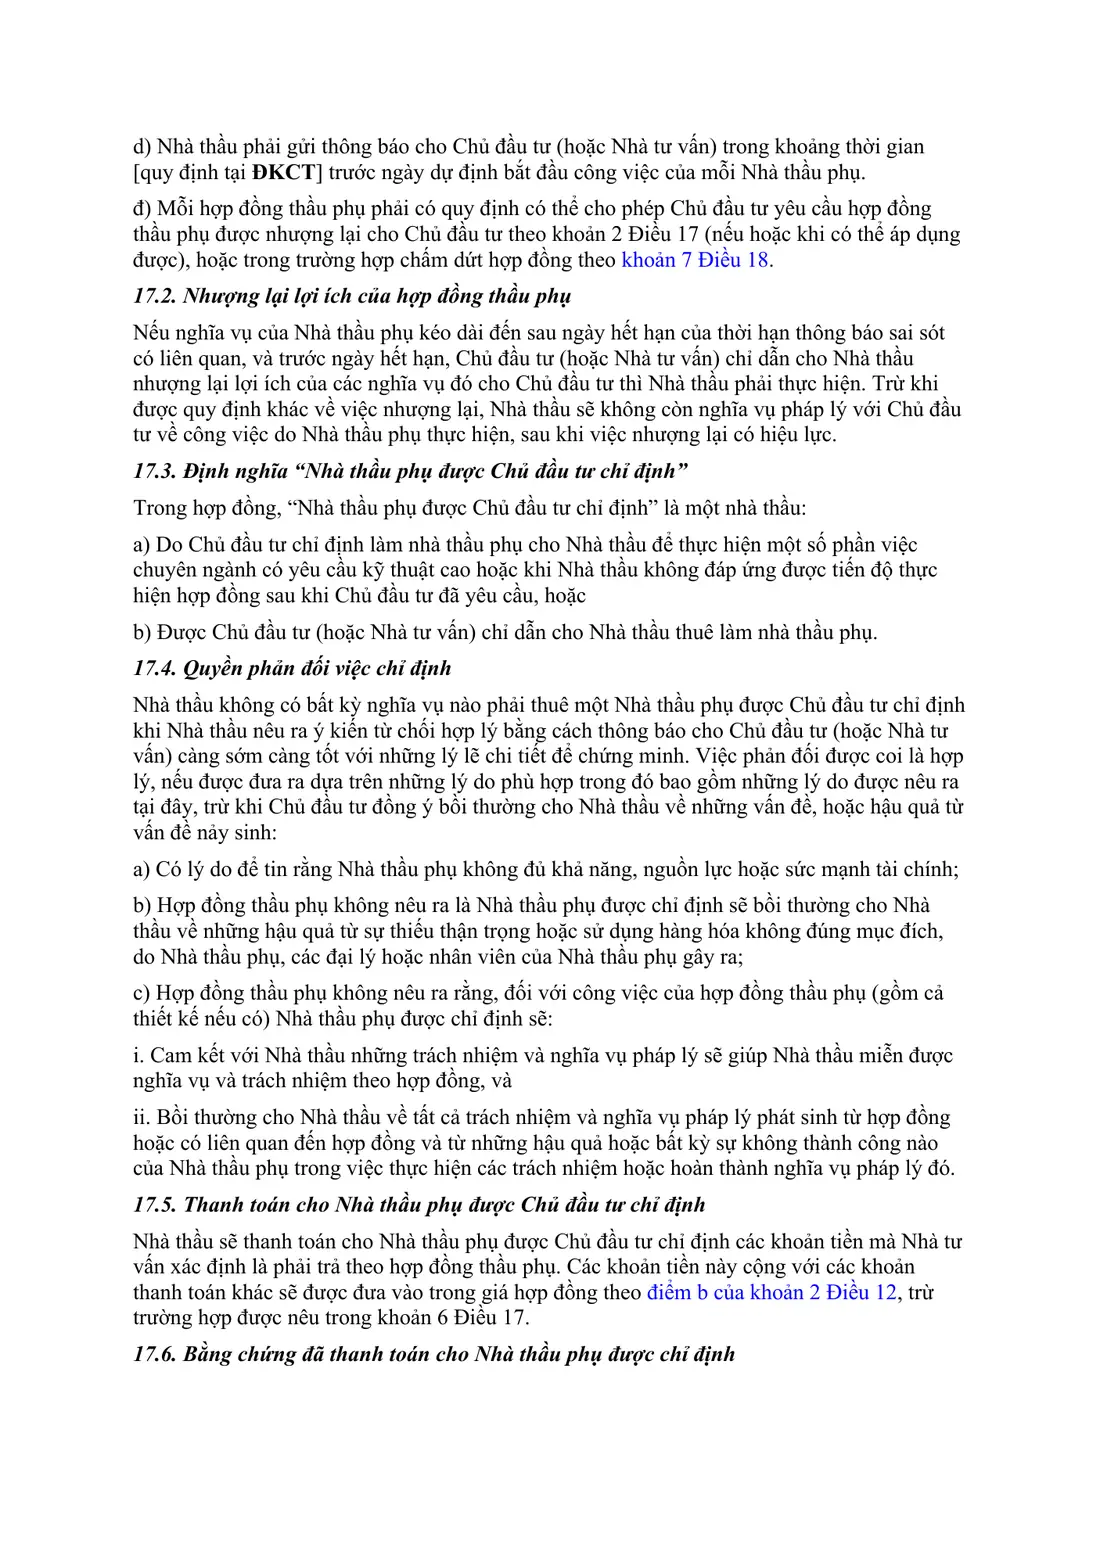 d) Nhà thầu phải gửi thông báo cho Chủ đầu tư (hoặc Nhà tư vấn) trong khoảng thời gian
[quy định tại ĐKCT] trước ngày dự định bắt đầu công việc của mỗi Nhà thầu phụ.
đ) Mỗi hợp đồng thầu phụ phải có quy định có thể cho phép Chủ đầu tư yêu cầu hợp đồng
thầu phụ được nhượng lại cho Chủ đầu tư theo khoản 2 Điều 17 (nếu hoặc khi có thể áp dụng
được), hoặc trong trường hợp chấm dứt hợp đồng theo khoản 7 Điều 18.
17.2. Nhượng lại lợi ích của hợp đồng thầu phụ
Nếu nghĩa vụ của Nhà thầu phụ kéo dài đến sau ngày hết hạn của thời hạn thông báo sai sót
có liên quan, và trước ngày hết hạn, Chủ đầu tư (hoặc Nhà tư vấn) chỉ dẫn cho Nhà thầu
nhượng lại lợi ích của các nghĩa vụ đó cho Chủ đầu tư thì Nhà thầu phải thực hiện. Trừ khi
được quy định khác về việc nhượng lại, Nhà thầu sẽ không còn nghĩa vụ pháp lý với Chủ đầu
tư về công việc do Nhà thầu phụ thực hiện, sau khi việc nhượng lại có hiệu lực.
17.3. Định nghĩa “Nhà thầu phụ được Chủ đầu tư chỉ định”
Trong hợp đồng, “Nhà thầu phụ được Chủ đầu tư chỉ định” là một nhà thầu:
a) Do Chủ đầu tư chỉ định làm nhà thầu phụ cho Nhà thầu để thực hiện một số phần việc
chuyên ngành có yêu cầu kỹ thuật cao hoặc khi Nhà thầu không đáp ứng được tiến độ thực
hiện hợp đồng sau khi Chủ đầu tư đã yêu cầu, hoặc
b) Được Chủ đầu tư (hoặc Nhà tư vấn) chỉ dẫn cho Nhà thầu thuê làm nhà thầu phụ.
17.4. Quyền phản đối việc chỉ định
Nhà thầu không có bất kỳ nghĩa vụ nào phải thuê một Nhà thầu phụ được Chủ đầu tư chỉ định
khi Nhà thầu nêu ra ý kiến từ chối hợp lý bằng cách thông báo cho Chủ đầu tư (hoặc Nhà tư
vấn) càng sớm càng tốt với những lý lẽ chi tiết để chứng minh. Việc phản đối được coi là hợp
lý, nếu được đưa ra dựa trên những lý do phù hợp trong đó bao gồm những lý do được nêu ra
tại đây, trừ khi Chủ đầu tư đồng ý bồi thường cho Nhà thầu về những vấn đề, hoặc hậu quả từ
vấn đề nảy sinh:
a) Có lý do để tin rằng Nhà thầu phụ không đủ khả năng, nguồn lực hoặc sức mạnh tài chính;
b) Hợp đồng thầu phụ không nêu ra là Nhà thầu phụ được chỉ định sẽ bồi thường cho Nhà
thầu về những hậu quả từ sự thiếu thận trọng hoặc sử dụng hàng hóa không đúng mục đích,
do Nhà thầu phụ, các đại lý hoặc nhân viên của Nhà thầu phụ gây ra;
c) Hợp đồng thầu phụ không nêu ra rằng, đối với công việc của hợp đồng thầu phụ (gồm cả
thiết kế nếu có) Nhà thầu phụ được chỉ định sẽ:
i. Cam kết với Nhà thầu những trách nhiệm và nghĩa vụ pháp lý sẽ giúp Nhà thầu miễn được
nghĩa vụ và trách nhiệm theo hợp đồng, và
ii. Bồi thường cho Nhà thầu về tất cả trách nhiệm và nghĩa vụ pháp lý phát sinh từ hợp đồng
hoặc có liên quan đến hợp đồng và từ những hậu quả hoặc bất kỳ sự không thành công nào
của Nhà thầu phụ trong việc thực hiện các trách nhiệm hoặc hoàn thành nghĩa vụ pháp lý đó.
17.5. Thanh toán cho Nhà thầu phụ được Chủ đầu tư chỉ định
Nhà thầu sẽ thanh toán cho Nhà thầu phụ được Chủ đầu tư chỉ định các khoản tiền mà Nhà tư
vấn xác định là phải trả theo hợp đồng thầu phụ. Các khoản tiền này cộng với các khoản
thanh toán khác sẽ được đưa vào trong giá hợp đồng theo điểm b của khoản 2 Điều 12, trừ
trường hợp được nêu trong khoản 6 Điều 17.
17.6. Bằng chứng đã thanh toán cho Nhà thầu phụ được chỉ định